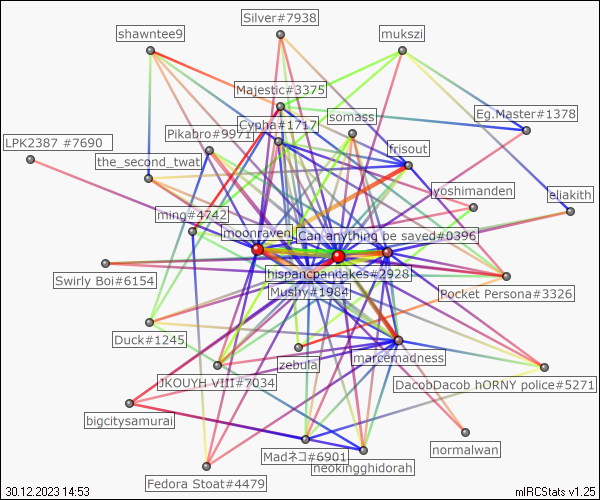 Silver#7938
shawntee9
mukszi
Majestic#3375
Eg.Master#1378
somass
Cypha#1717
Pikabro#9971
LPK2387 #7690
frisout
the_second_twat
yoshimanden
eliakith
ming#4742
moonraven
Can anything be saved#0396
hispancpancakes#2928
Swirly Boi#6154
Mushy#1984
Pocket Persona#3326
Duck#1245
marcemadness
zebula
JKOUYH VIII#7034
DacobDacob hORNY police#5271
bigcitysamurai
normalwan
Madネコ#6901
neokingghidorah
Fedora Stoat#4479
30.12.2023 14:53
mIRCStats v1.25